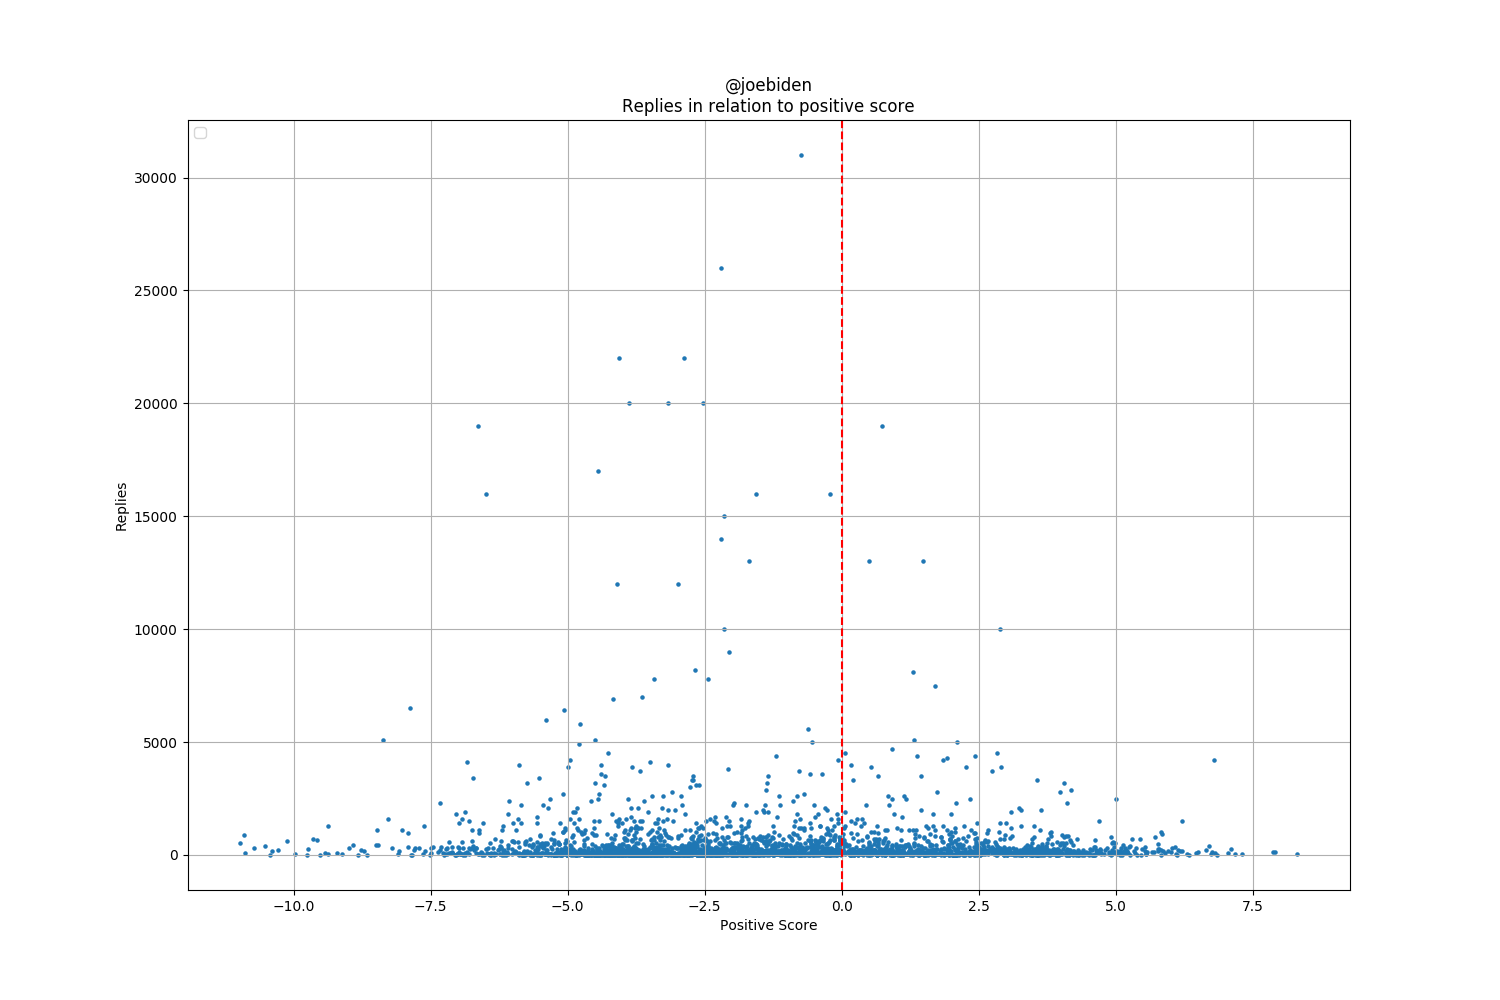 @joebiden
Replies in relation to positive score
30000
25000
20000
15000
10000
5000
0
Replies
−10.0 −7.5 −5.0 −2.5 0.0 2.5 5.0 7.5
Positive Score